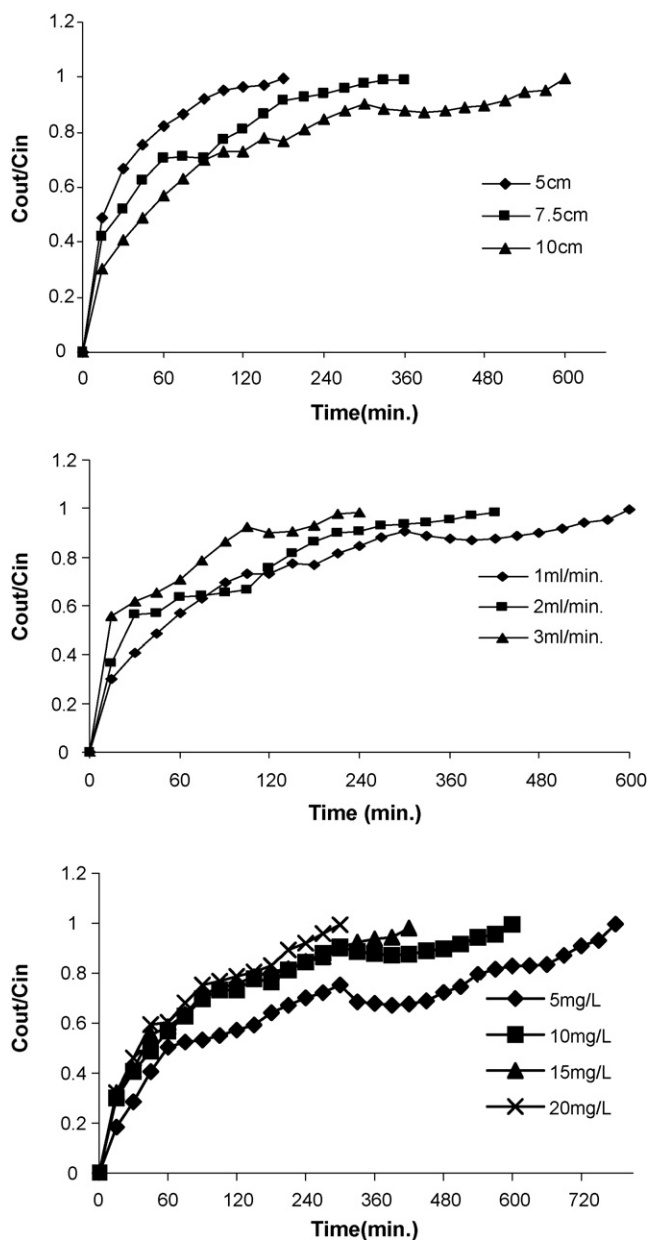 1.2
1
0.8
0.6
0.4
0.2
0
Cout/Cin
5cm
7.5cm
10cm
0 60 120 240 360 480 600
Time(min.)
1.2
1
0.8
0.6
0.4
0.2
0
Cout/Cin
1ml/min.
2ml/min.
3ml/min.
0 60 120 240 360 480 600
Time (min.)
1.2
1
0.8
0.6
0.4
0.2
0
Cout/Cin
5mg/L
10mg/L
15mg/L
20mg/L
0 60 120 240 360 480 600 720
Time(min.)